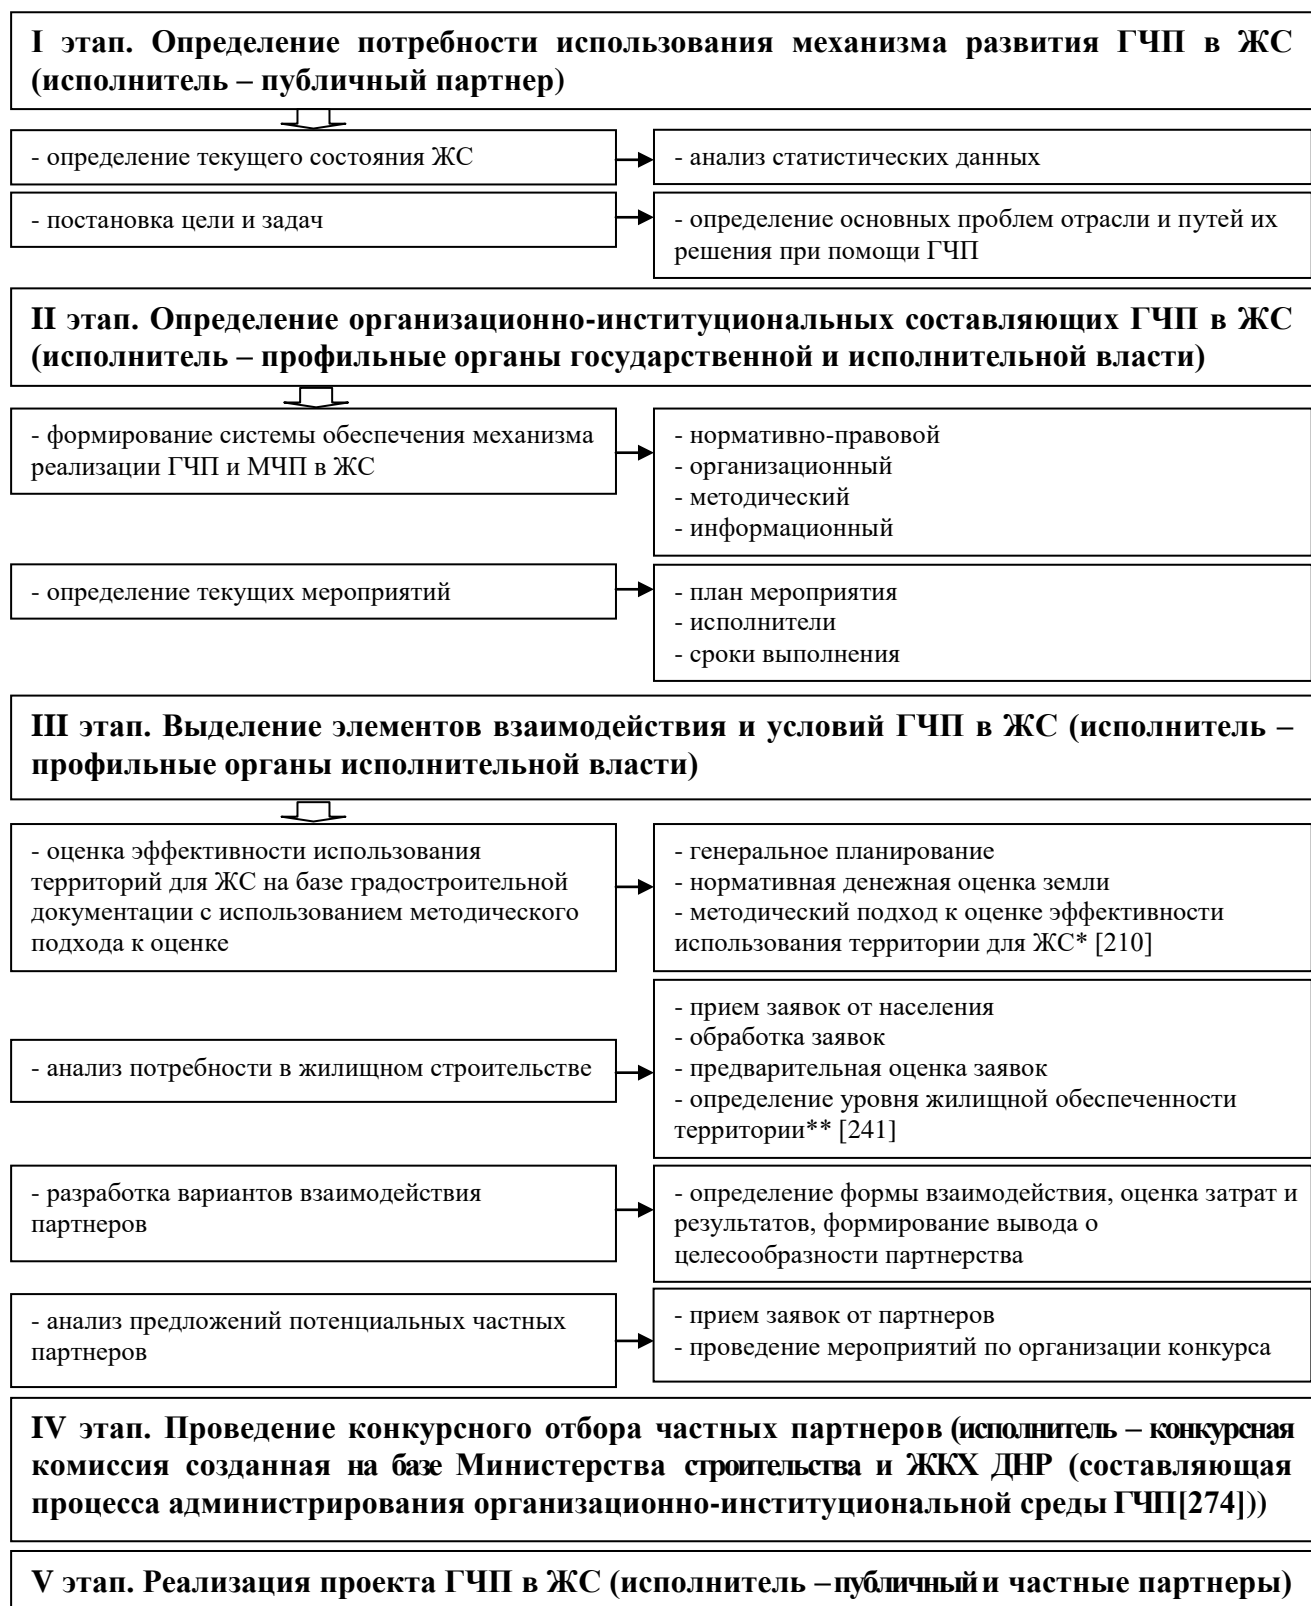 I этап. Определение потребности использования механизма развития ГЧП в ЖС
(исполнитель – публичный партнер)
- определение текущего состояния ЖС
- анализ статистических данных
- постановка цели и задач
- определение основных проблем отрасли и путей их
решения при помощи ГЧП
II этап. Определение организационно-институциональных составляющих ГЧП в ЖС
(исполнитель – профильные органы государственной и исполнительной власти)
- формирование системы обеспечения механизма
реализации ГЧП и МЧП в ЖС
- нормативно-правовой
- организационный
- методический
- информационный
- определение текущих мероприятий
- план мероприятия
- исполнители
- сроки выполнения
III этап. Выделение элементов взаимодействия и условий ГЧП в ЖС (исполнитель –
профильные органы исполнительной власти)
- оценка эффективности использования
территорий для ЖС на базе градостроительной
документации с использованием методического
подхода к оценке
- генеральное планирование
- нормативная денежная оценка земли
- методический подход к оценке эффективности
использования территории для ЖС* [210]
- анализ потребности в жилищном строительстве
- прием заявок от населения
- обработка заявок
- предварительная оценка заявок
- определение уровня жилищной обеспеченности
территории** [241]
- разработка вариантов взаимодействия
партнеров
- определение формы взаимодействия, оценка затрат и
результатов, формирование вывода о
целесообразности партнерства
- анализ предложений потенциальных частных
партнеров
- прием заявок от партнеров
- проведение мероприятий по организации конкурса
IV этап. Проведение конкурсного отбора частных партнеров (исполнитель – конкурсная
комиссия созданная на базе Министерства строительства и ЖКХ ДНР (составляющая
процесса администрирования организационно-институциональной среды ГЧП[274]))
V этап. Реализация проекта ГЧП в ЖС (исполнитель –публичный и частные партнеры)